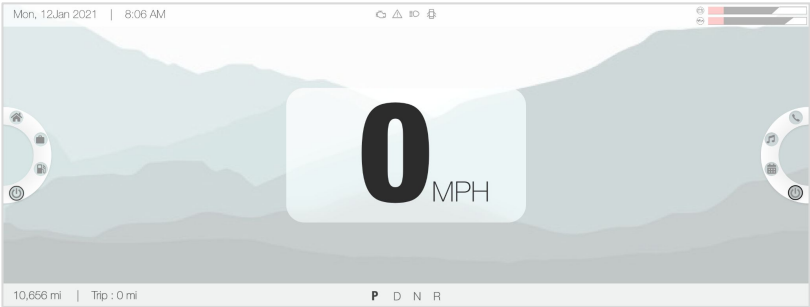 Mon, 12Jan 2021 | 8:06 AM
0 MPH
10,656 mi | Trip : 0 mi
P D N R